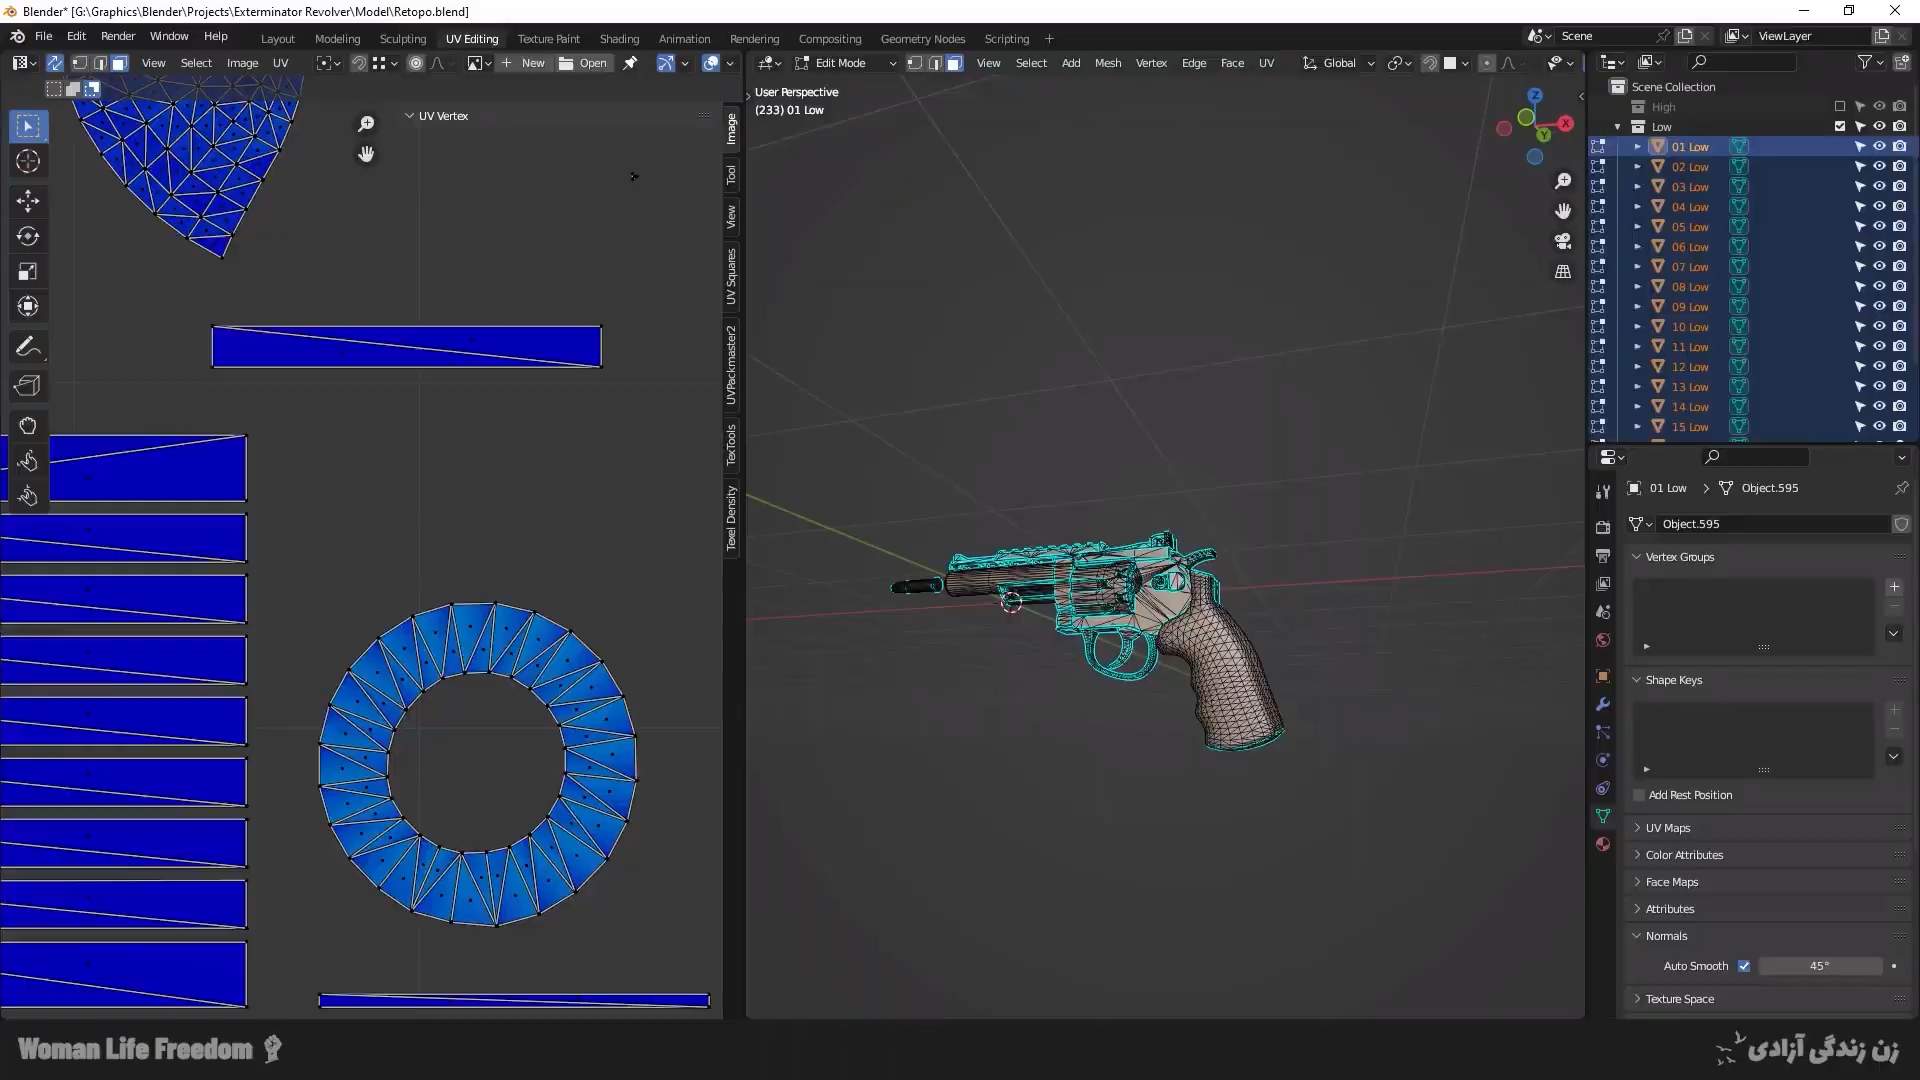 Blender* [G:\Graphics\Blender\Projects\Exterminator Revolver\Model\Retopo.blend]
File Edit Render Window Help Layout Modeling Sculpting UV Editing Texture Paint Shading Animation Rendering Compositing Geometry Nodes Scripting + Scene ViewLayer
View Select Image UV New Open Edit Mode View Select Add Mesh Vertex Edge Face UV Global
UV Vertex
Image
Tool
View
UV Squares
UVPackmaster2
TexTools
Texel Density
User Perspective
(233) 01 Low
Z
X
Y
Scene Collection
High
Low
01 Low
02 Low
03 Low
04 Low
05 Low
06 Low
07 Low
08 Low
09 Low
10 Low
11 Low
12 Low
13 Low
14 Low
15 Low
01 Low > Object.595
Object.595
Vertex Groups
Shape Keys
Add Rest Position
UV Maps
Color Attributes
Face Maps
Attributes
Normals
Auto Smooth 45°
Texture Space
Woman Life Freedom
زن زندگی آزادی